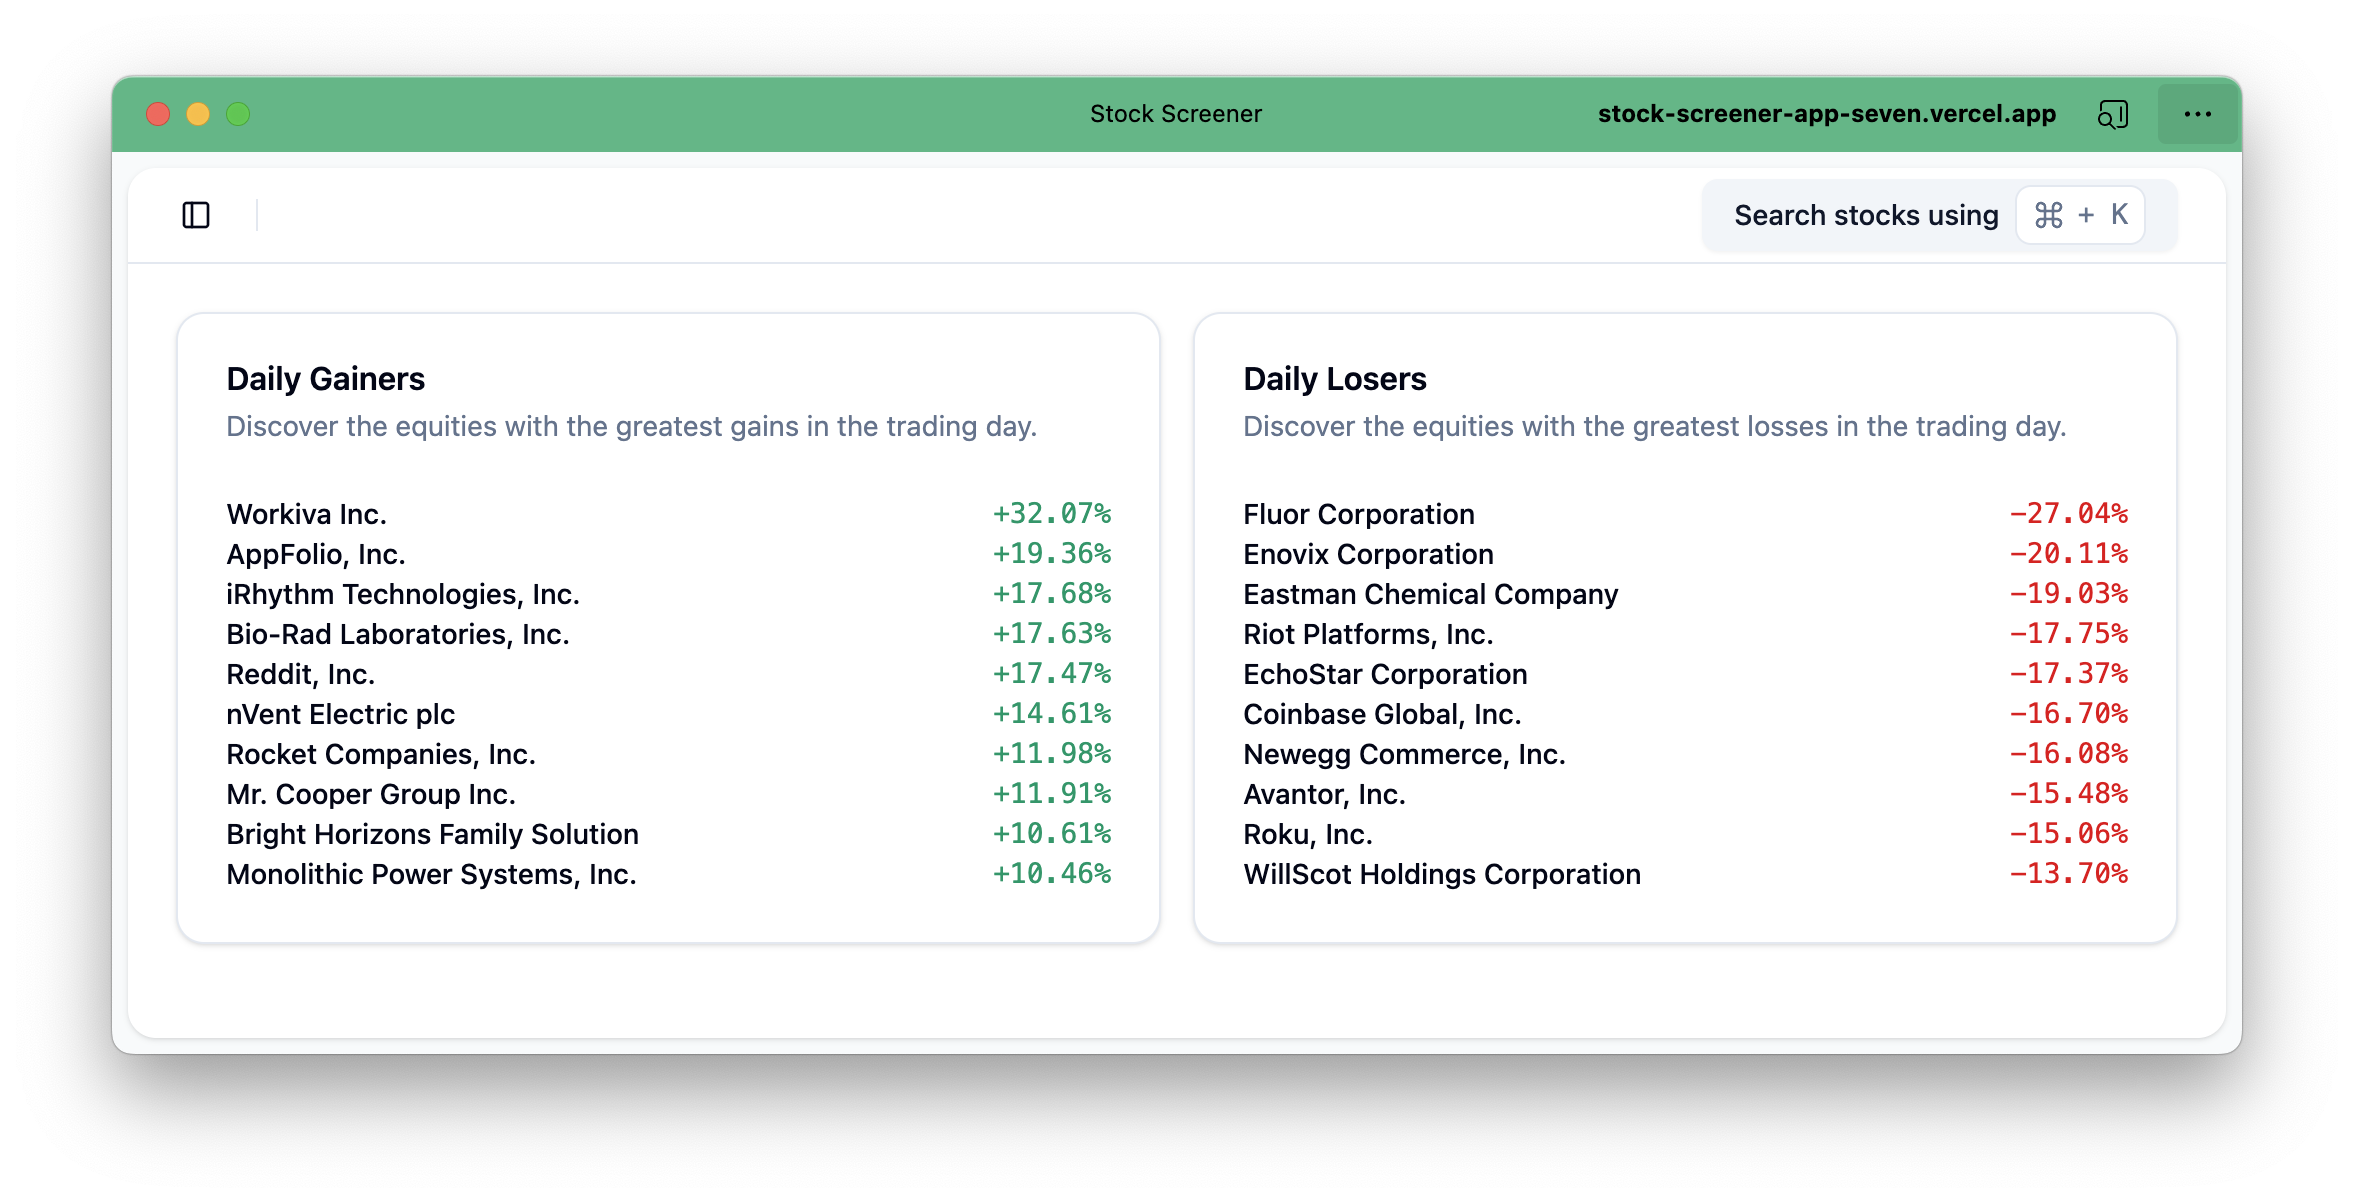 Stock Screener
stock-screener-app-seven.vercel.app
Search stocks using ⌘ + K
Daily Gainers
Discover the equities with the greatest gains in the trading day.
Workiva Inc. +32.07%
AppFolio, Inc. +19.36%
iRhythm Technologies, Inc. +17.68%
Bio-Rad Laboratories, Inc. +17.63%
Reddit, Inc. +17.47%
nVent Electric plc +14.61%
Rocket Companies, Inc. +11.98%
Mr. Cooper Group Inc. +11.91%
Bright Horizons Family Solution +10.61%
Monolithic Power Systems, Inc. +10.46%
Daily Losers
Discover the equities with the greatest losses in the trading day.
Fluor Corporation −27.04%
Enovix Corporation −20.11%
Eastman Chemical Company −19.03%
Riot Platforms, Inc. −17.75%
EchoStar Corporation −17.37%
Coinbase Global, Inc. −16.70%
Newegg Commerce, Inc. −16.08%
Avantor, Inc. −15.48%
Roku, Inc. −15.06%
WillScot Holdings Corporation −13.70%